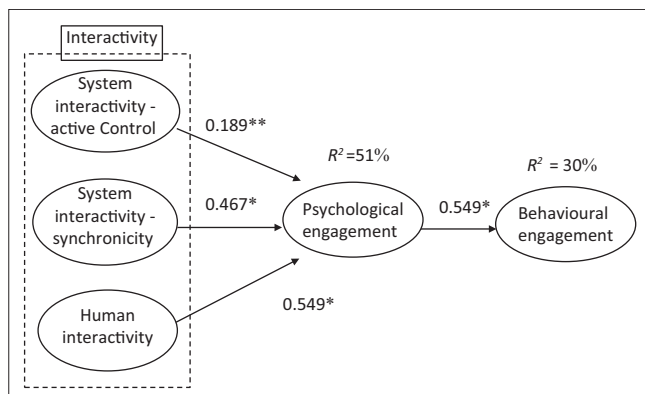 Interactivity
System
interactivity -
active Control
0.189**
R² =51%
R² = 30%
System
interactivity -
synchronicity
0.467*
Psychological
engagement
0.549*
Behavioural
engagement
Human
interactivity
0.549*